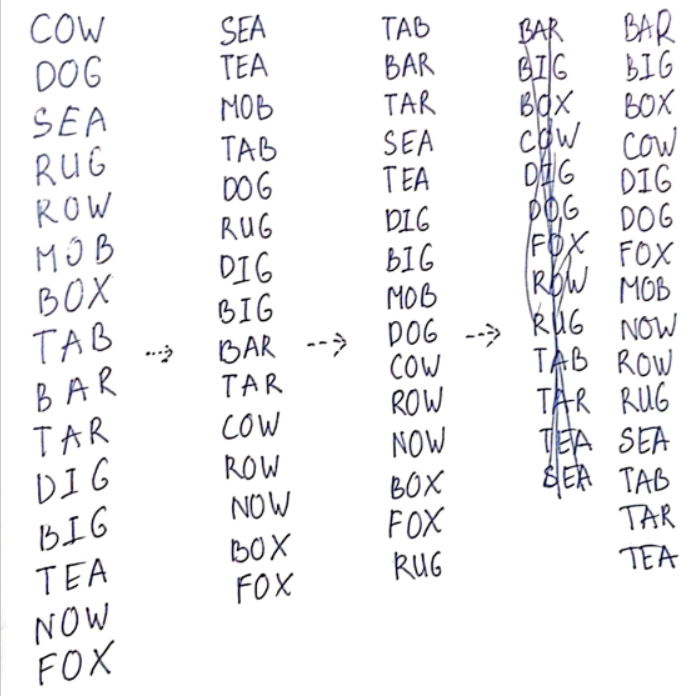 COW
DOG
SEA
RUG
ROW
MOB
BOX
TAB
BAR
TAR
DIG
BIG
TEA
NOW
FOX
SEA
TEA
MOB
TAB
DOG
RUG
DIG
BIG
BAR
TAR
COW
ROW
NOW
BOX
FOX
TAB
BAR
TAR
SEA
TEA
DIG
BIG
MOB
DOG
COW
ROW
NOW
BOX
FOX
RUG
BAR
BIG
BOX
COW
DIG
DOG
FOX
ROW
RUG
TAB
TAR
TEA
SEA
BAR
BIG
BOX
COW
DIG
DOG
FOX
MOB
NOW
ROW
RUG
SEA
TAB
TAR
TEA